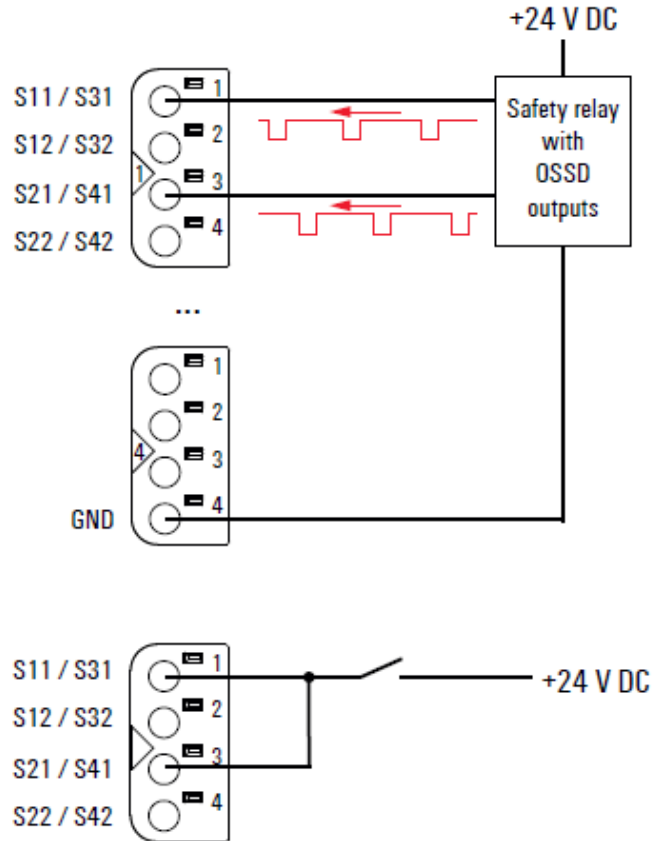 +24 V DC
S11 / S31
1
Safety relay
with
OSSD
outputs
S12 / S32
2
1
S21 / S41
3
S22 / S42
4
...
1
2
4
3
GND
4
S11 / S31
1
+24 V DC
S12 / S32
2
S21 / S41
3
S22 / S42
4